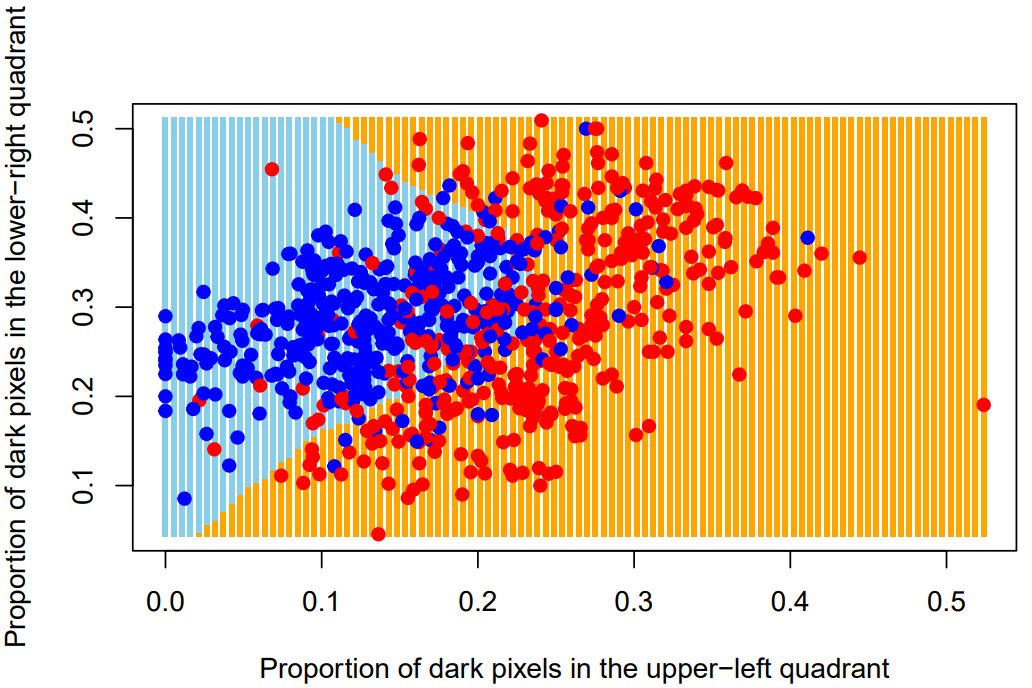 Proportion of dark pixels in the lower−right quadrant
0.5
0.4
0.3
0.2
0.1
0.0 0.1 0.2 0.3 0.4 0.5
Proportion of dark pixels in the upper−left quadrant